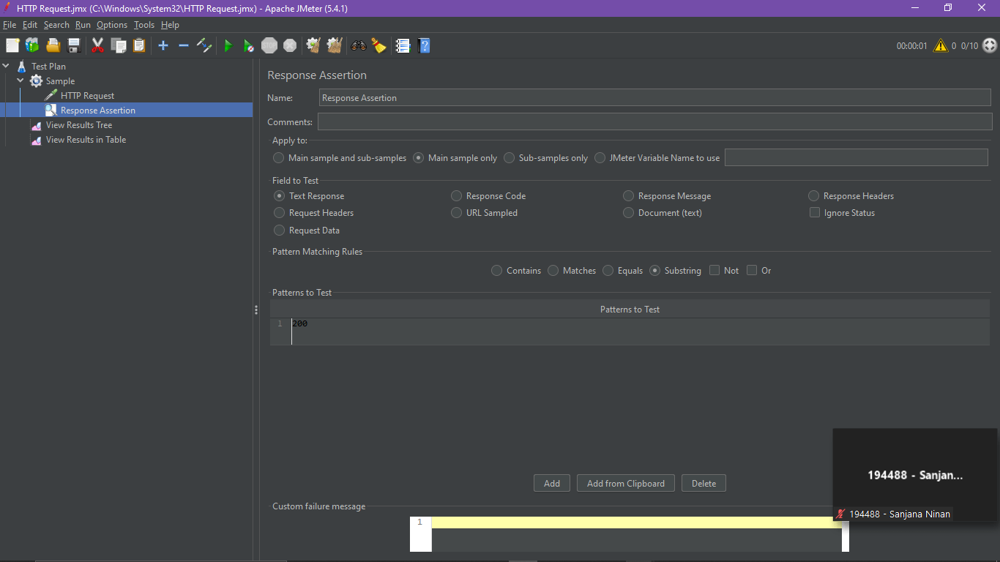 HTTP Request.jmx (C:\Windows\System32\HTTP Request.jmx) - Apache JMeter (5.4.1)
File Edit Search Run Options Tools Help
STOP 00:00:01 0 0/10
Test Plan
Sample
HTTP Request
Response Assertion
View Results Tree
View Results in Table
Response Assertion
Name: Response Assertion
Comments:
Apply to:
Main sample and sub-samples Main sample only Sub-samples only JMeter Variable Name to use
Field to Test
Text Response Response Code Response Message Response Headers
Request Headers URL Sampled Document (text) Ignore Status
Request Data
Pattern Matching Rules
Contains Matches Equals Substring Not Or
Patterns to Test
Patterns to Test
1 200
Add Add from Clipboard Delete
Custom failure message
1
194488 - Sanjan...
194488 - Sanjana Ninan